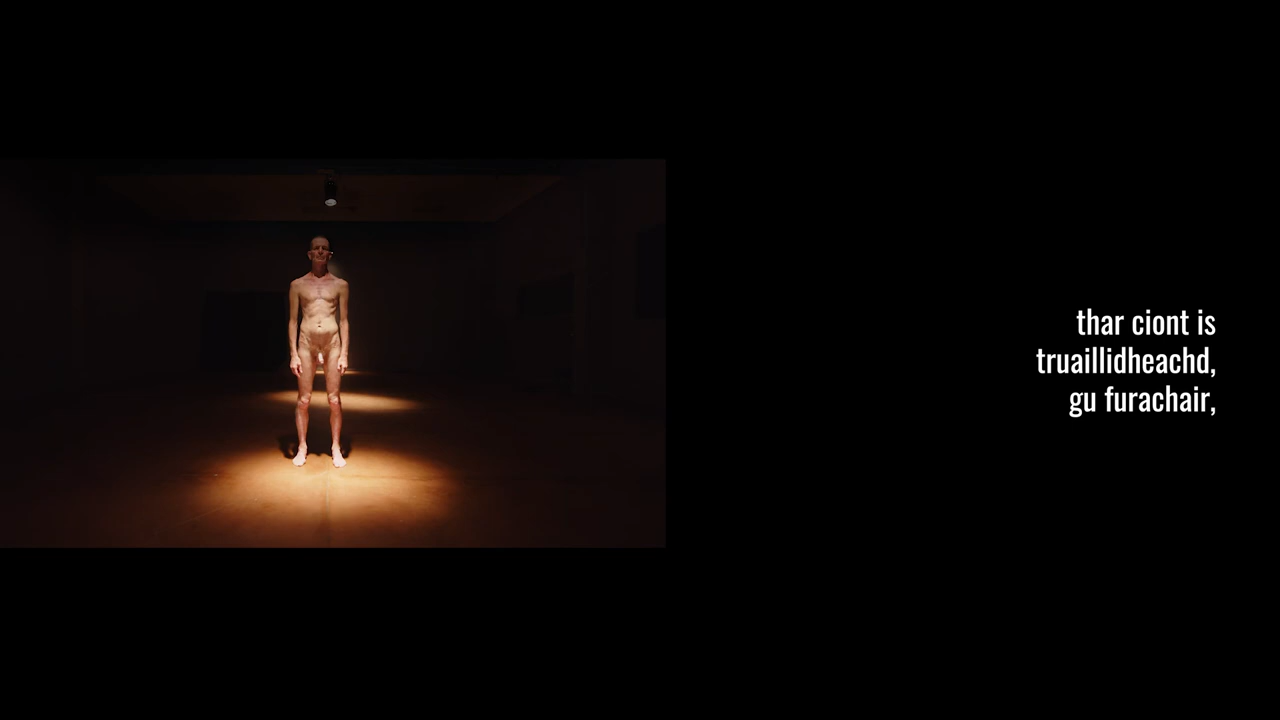 thar ciont is
truaillidheachd,
gu furachair,